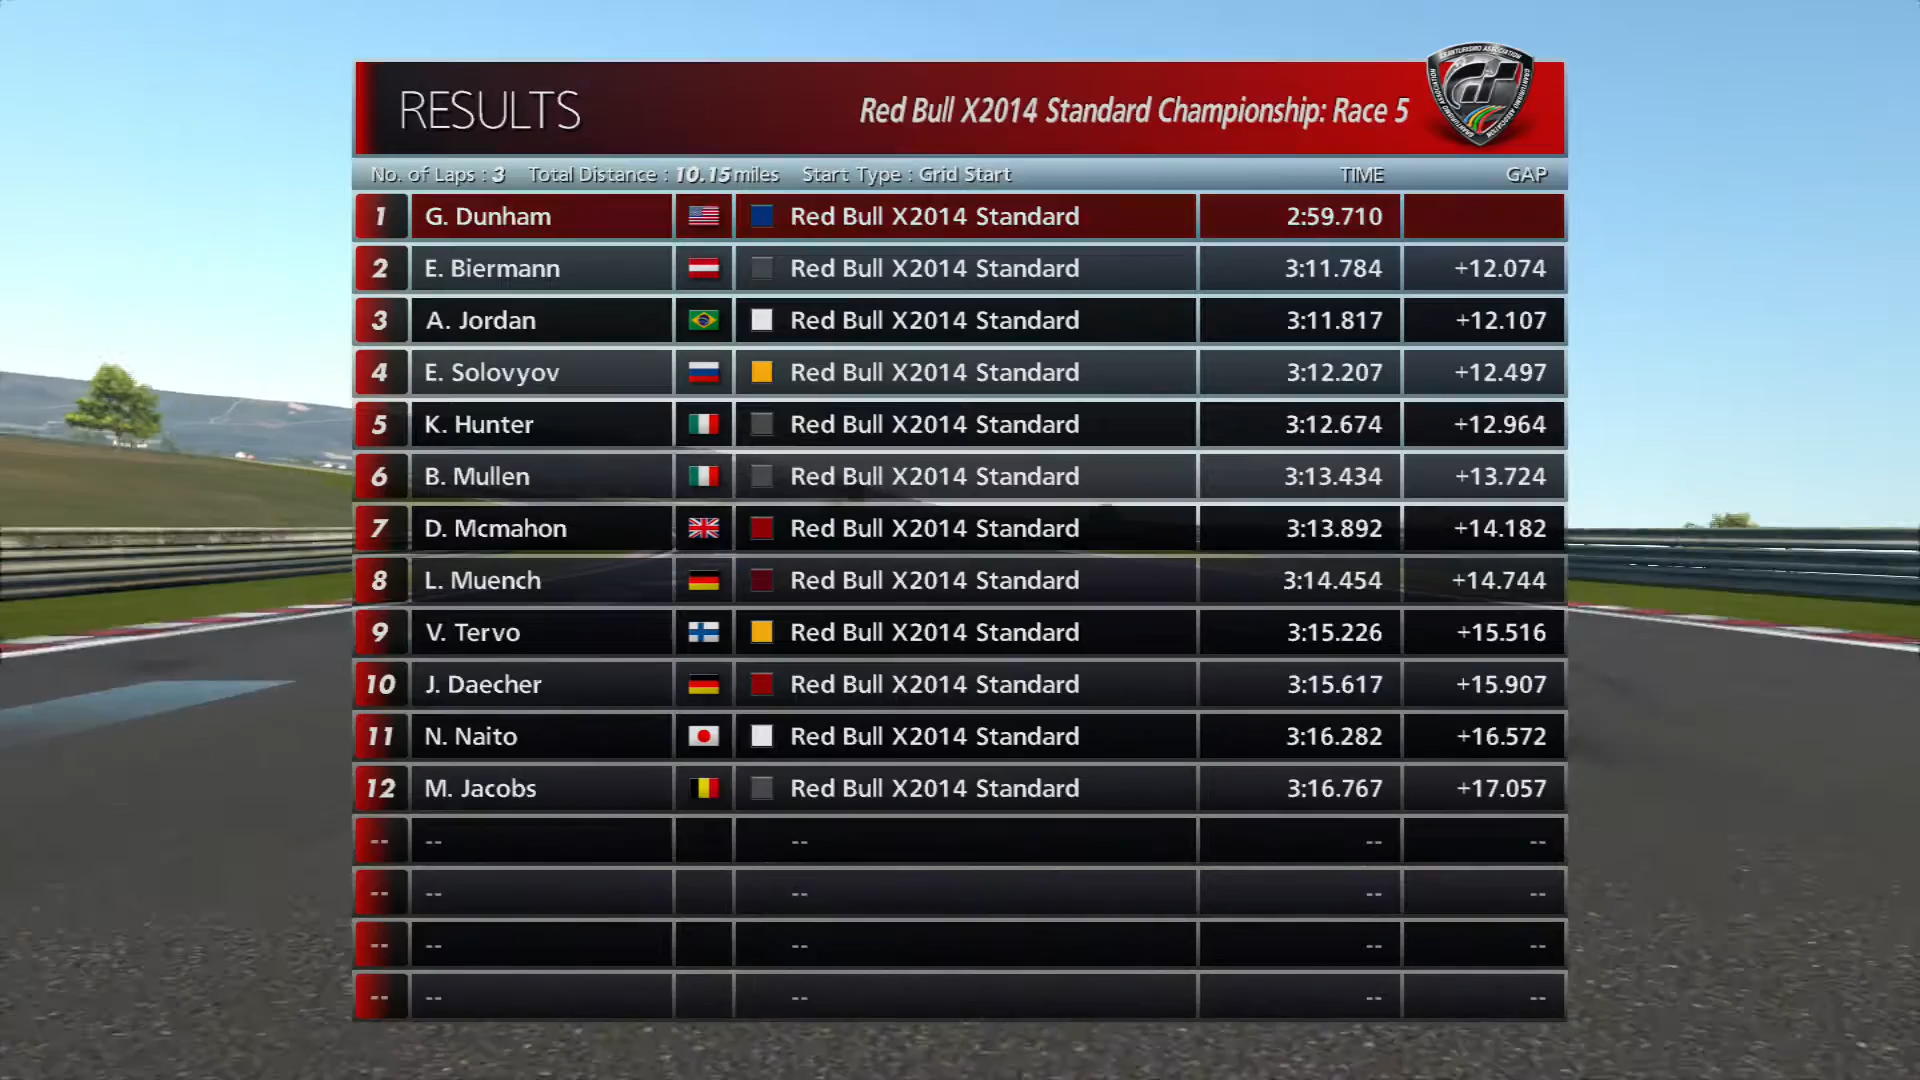 RESULTS
Red Bull X2014 Standard Championship: Race 5
No. of Laps : 3 Total Distance : 10.15 miles Start Type : Grid Start TIME GAP
1 G. Dunham Red Bull X2014 Standard 2:59.710
2 E. Biermann Red Bull X2014 Standard 3:11.784 +12.074
3 A. Jordan Red Bull X2014 Standard 3:11.817 +12.107
4 E. Solovyov Red Bull X2014 Standard 3:12.207 +12.497
5 K. Hunter Red Bull X2014 Standard 3:12.674 +12.964
6 B. Mullen Red Bull X2014 Standard 3:13.434 +13.724
7 D. Mcmahon Red Bull X2014 Standard 3:13.892 +14.182
8 L. Muench Red Bull X2014 Standard 3:14.454 +14.744
9 V. Tervo Red Bull X2014 Standard 3:15.226 +15.516
10 J. Daecher Red Bull X2014 Standard 3:15.617 +15.907
11 N. Naito Red Bull X2014 Standard 3:16.282 +16.572
12 M. Jacobs Red Bull X2014 Standard 3:16.767 +17.057
-- -- -- -- --
-- -- -- -- --
-- -- -- -- --
-- -- -- -- --